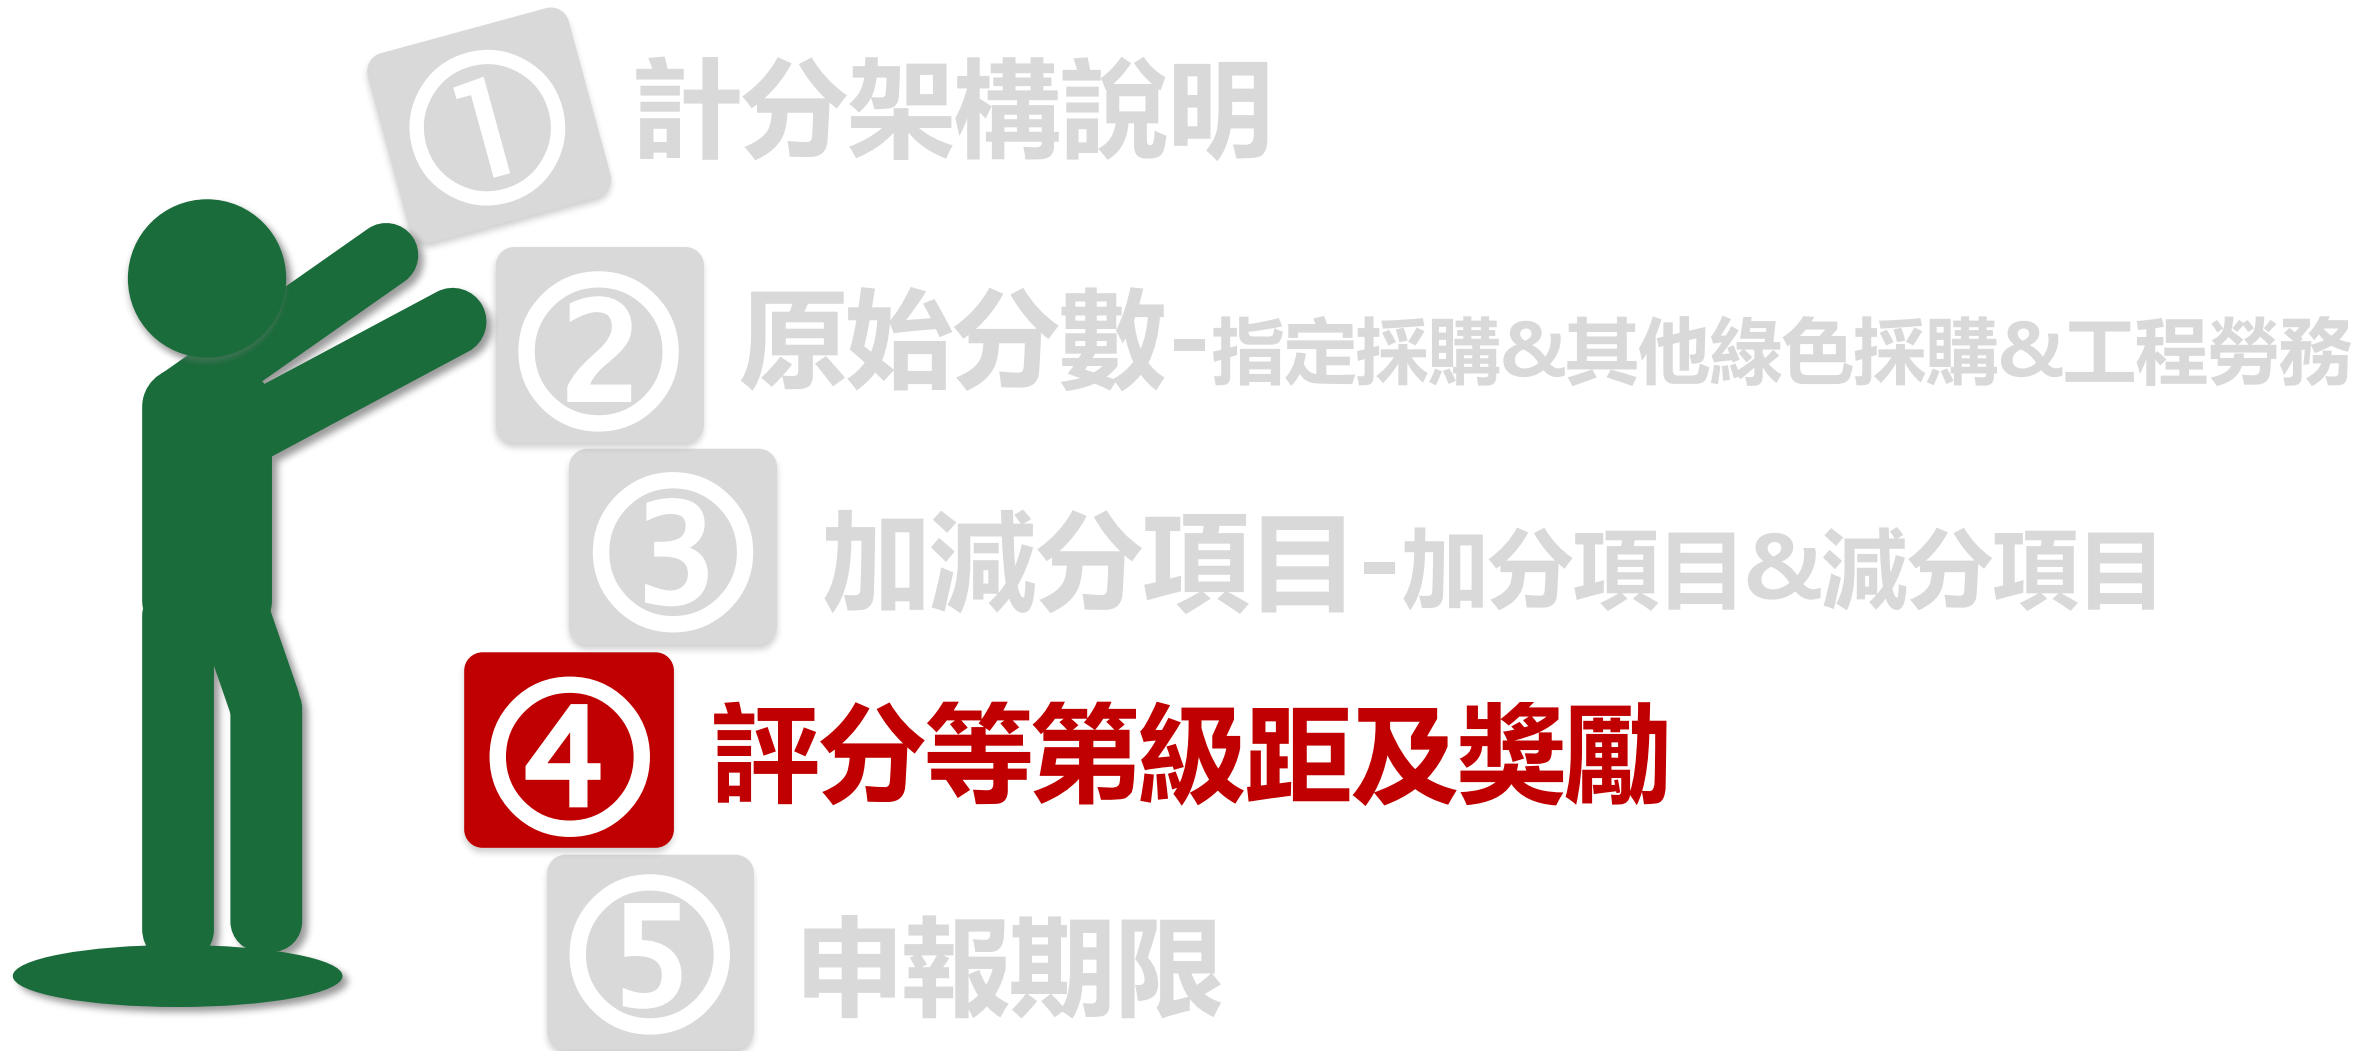 ① 計分架構說明
② 原始分數-指定採購&其他綠色採購&工程勞務
③ 加減分項目-加分項目&減分項目
④ 評分等第級距及獎勵
⑤ 申報期限